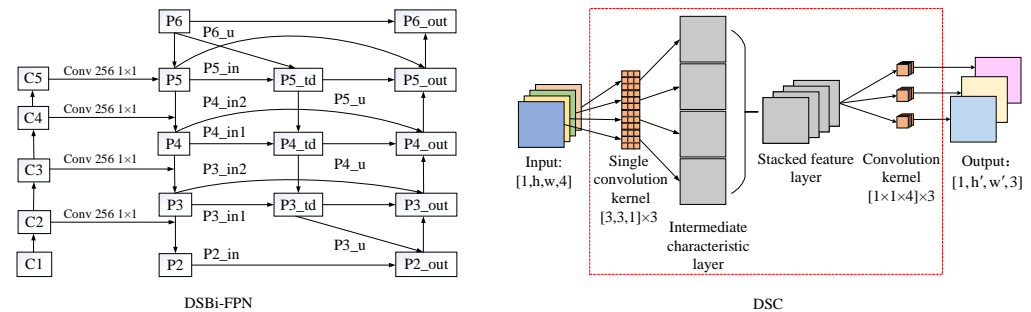 P6
P6_out
P6_u
C5
Conv 256 1×1
P5
P5_in
P5_td
P5_out
C4
Conv 256 1×1
P4_in2
P5_u
P4
P4_in1
P4_td
P4_out
C3
Conv 256 1×1
P3_in2
P4_u
P3
P3_in1
P3_td
P3_out
C2
Conv 256 1×1
P3_u
C1
P2
P2_in
P2_out
DSBi-FPN
Input:
[1,h,w,4]
Single
convolution
kernel
[3,3,1]×3
Intermediate
characteristic
layer
Stacked feature
layer
Convolution
kernel
[1×1×4]×3
Output:
[1,h′,w′,3]
DSC